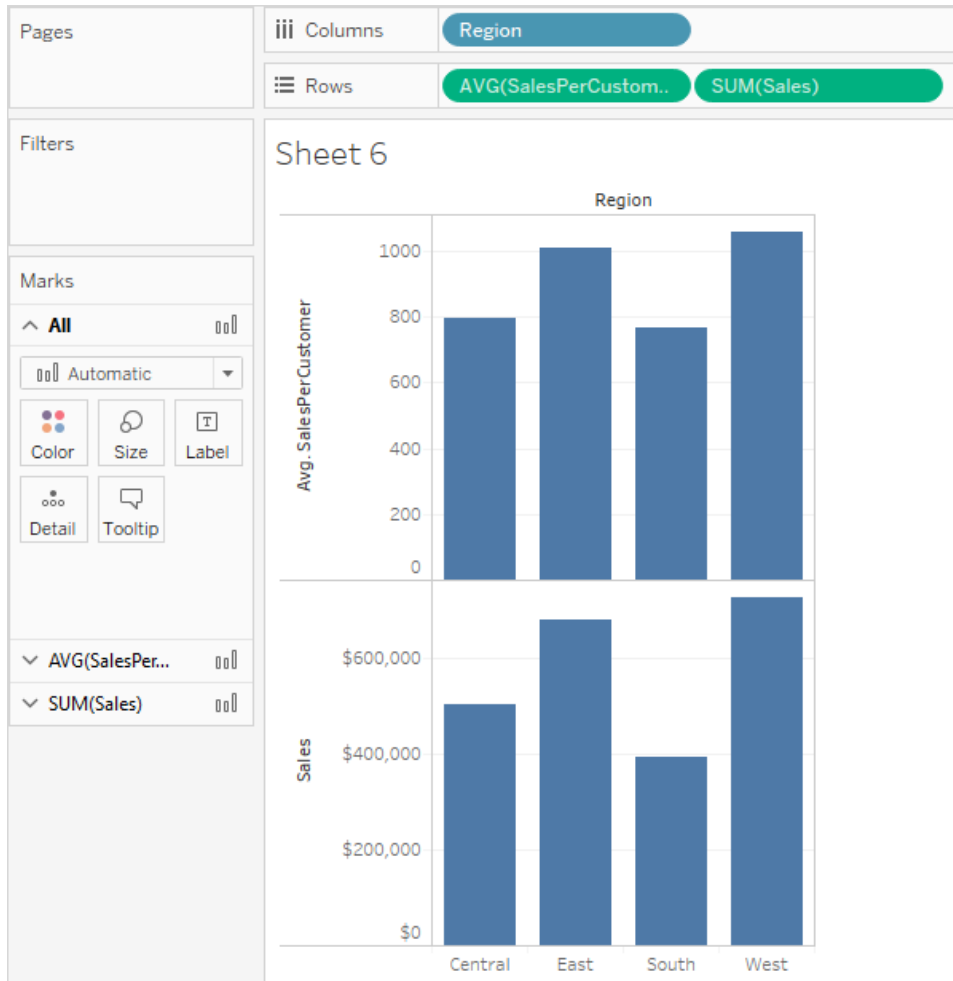 Pages
Columns
Region
Rows
AVG(SalesPerCustom..
SUM(Sales)
Filters
Marks
All
Automatic
Color
Size
Label
Detail
Tooltip
AVG(SalesPer...
SUM(Sales)
Sheet 6
Region
Avg. SalesPerCustomer
1000
800
600
400
200
0
Sales
$600,000
$400,000
$200,000
$0
Central East South West